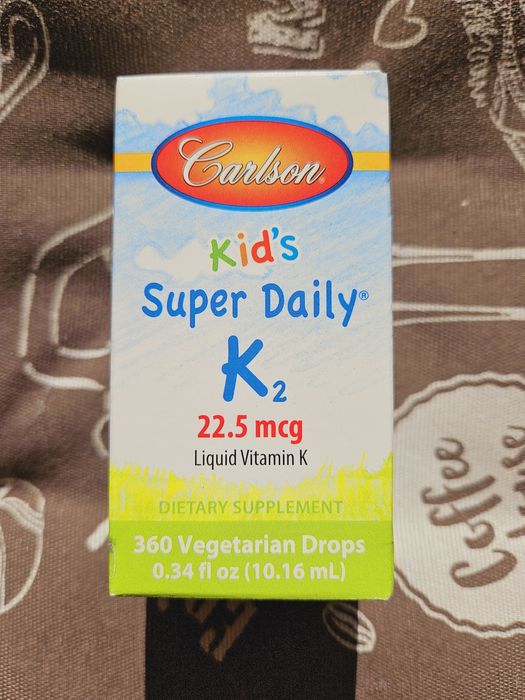 Carlson®
Kid's
Super Daily®
K2
22.5 mcg
Liquid Vitamin K
DIETARY SUPPLEMENT
360 Vegetarian Drops
0.34 fl oz (10.16 mL)
Coffee